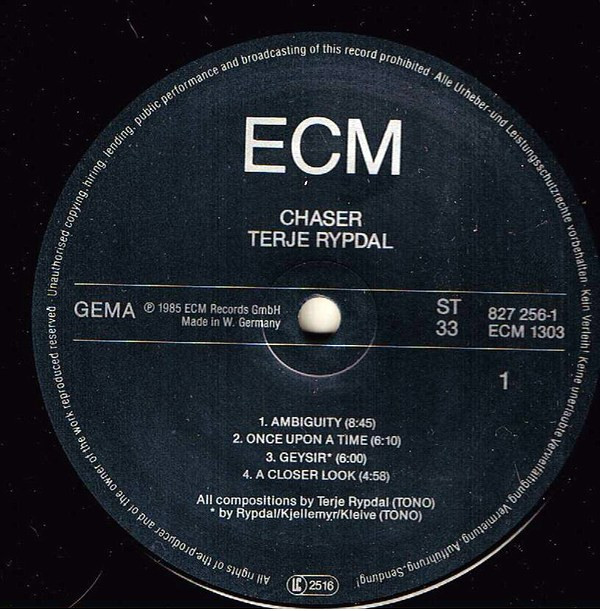 All rights of the producer and of the owner of the work reproduced reserved · Unauthorised copying, hiring, lending, public performance and broadcasting of this record prohibited · Alle Urheber- und Leistungsschutzrechte vorbehalten. Kein Verleih! Keine unerlaubte Vervielfältigung, Vermietung, Aufführung, Sendung!
ECM
CHASER
TERJE RYPDAL
GEMA ℗ 1985 ECM Records GmbH
Made in W. Germany
ST
33
827 256-1
ECM 1303
1
1. AMBIGUITY (8:45)
2. ONCE UPON A TIME (6:10)
3. GEYSIR* (6:00)
4. A CLOSER LOOK (4:58)
All compositions by Terje Rypdal (TONO)
* by Rypdal/Kjellemyr/Kleive (TONO)
LC 2516